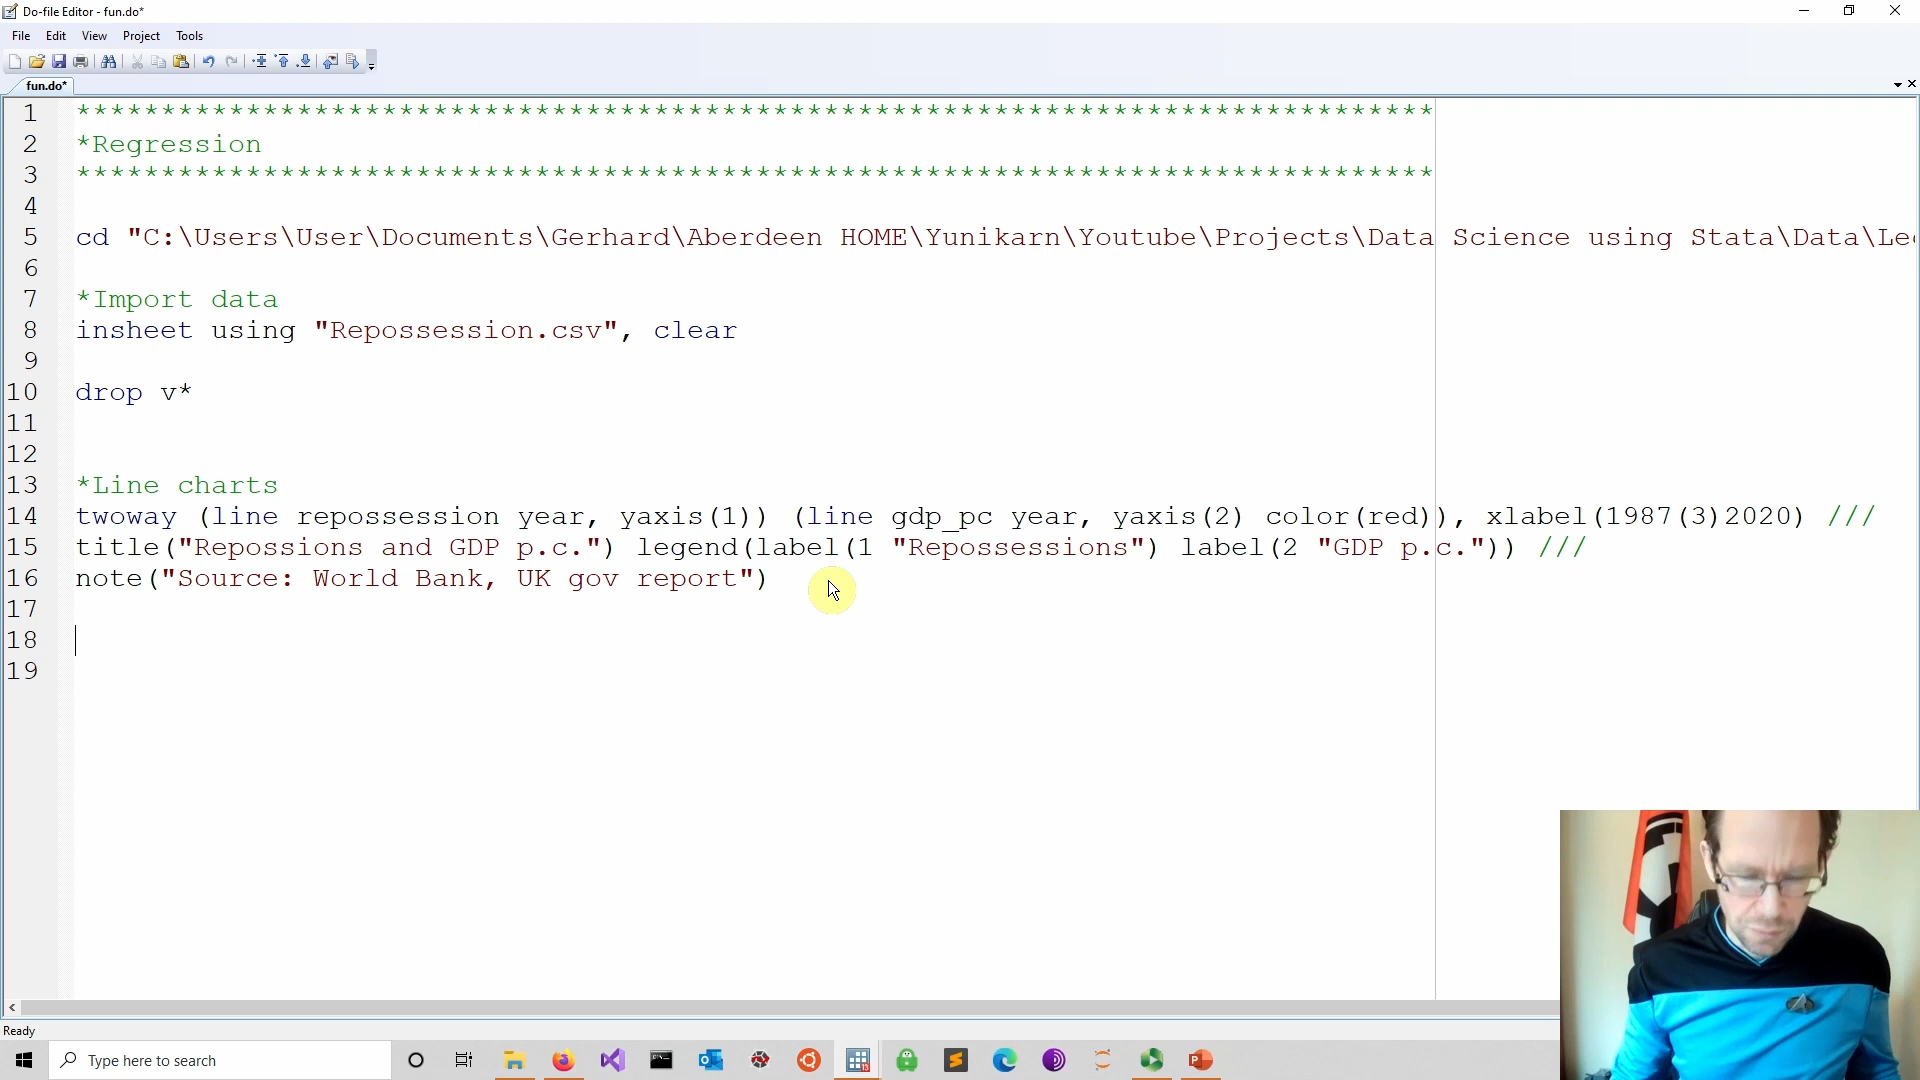 Do-file Editor - fun.do*
File Edit View Project Tools
fun.do*
1 ********************************************************************************
2 *Regression
3 ********************************************************************************
4
5 cd "C:\Users\User\Documents\Gerhard\Aberdeen HOME\Yunikarn\Youtube\Projects\Data Science using Stata\Data\Le
6
7 *Import data
8 insheet using "Repossession.csv", clear
9
10 drop v*
11
12
13 *Line charts
14 twoway (line repossession year, yaxis(1)) (line gdp_pc year, yaxis(2) color(red)), xlabel(1987(3)2020) ///
15 title("Repossions and GDP p.c.") legend(label(1 "Repossessions") label(2 "GDP p.c.")) ///
16 note("Source: World Bank, UK gov report")
17
18
19
Ready
Type here to search